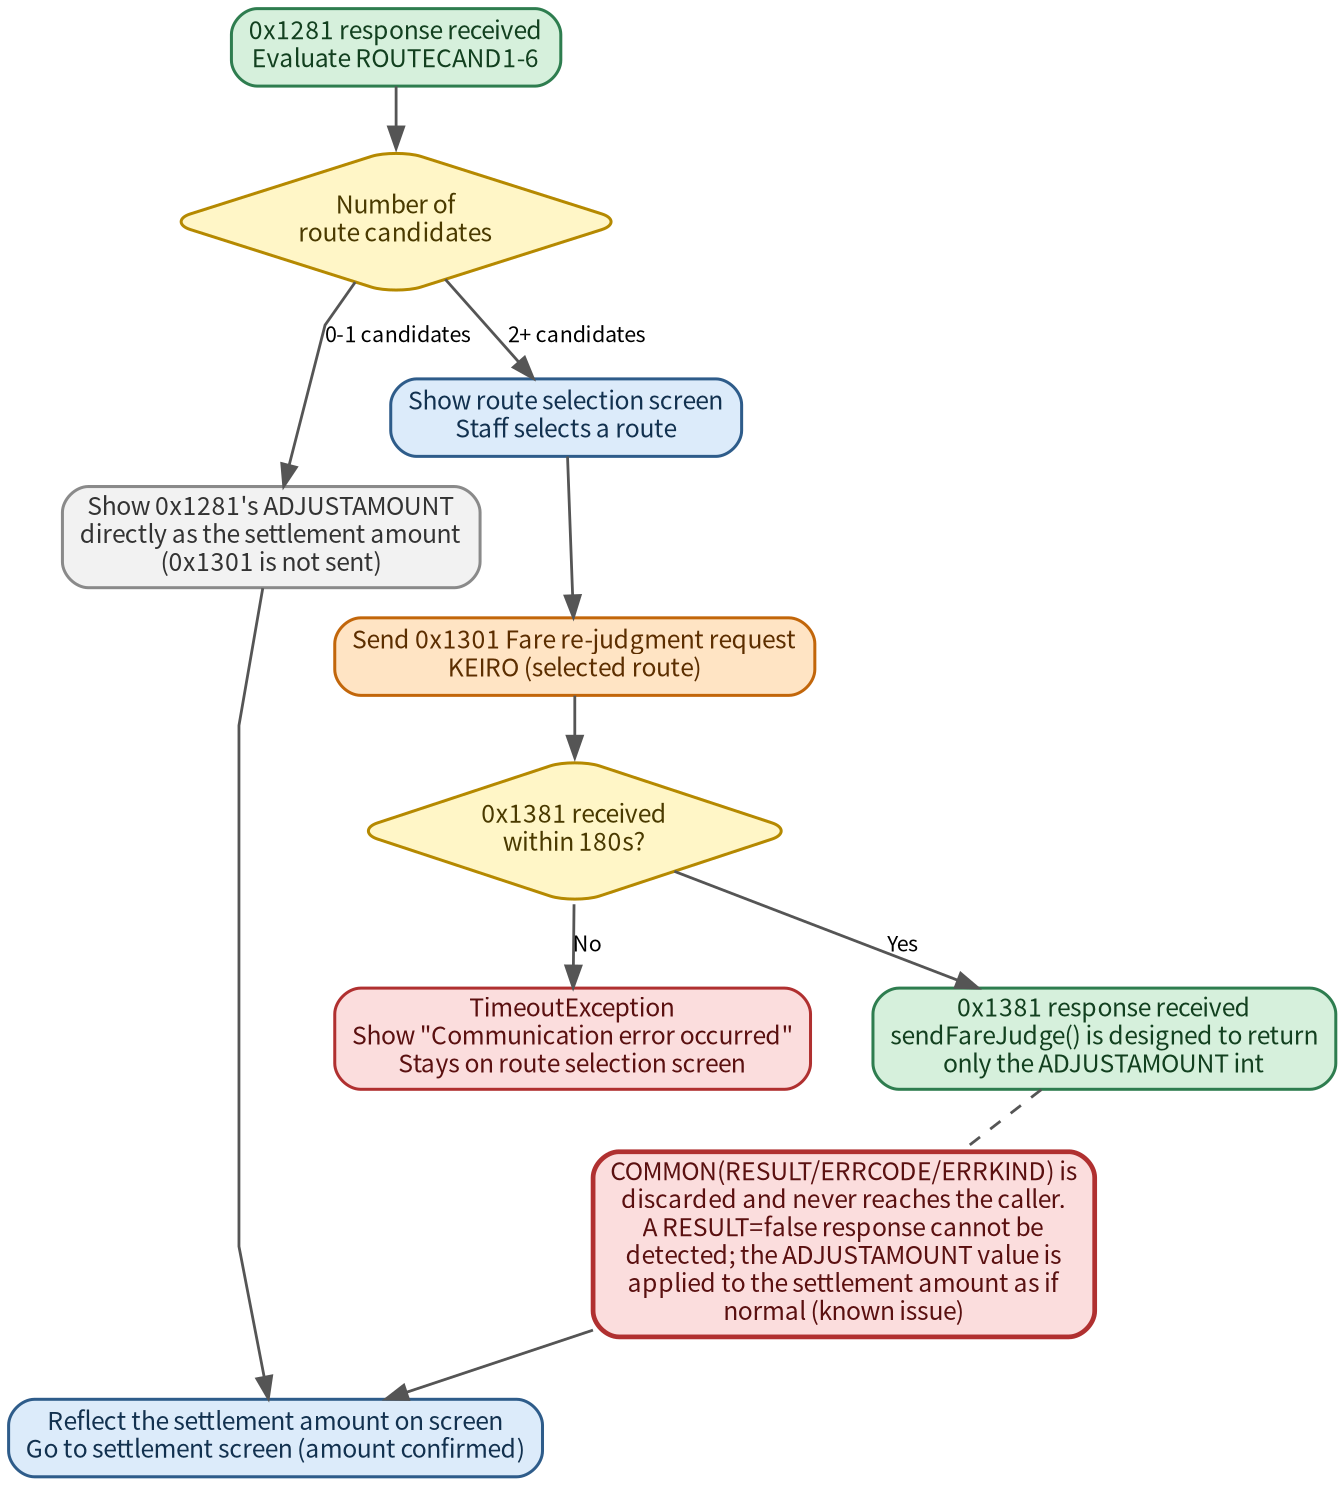 0x1281 response received
Evaluate ROUTECAND1-6
Number of
route candidates
0-1 candidates
2+ candidates
Show route selection screen
Staff selects a route
Show 0x1281's ADJUSTAMOUNT
directly as the settlement amount
(0x1301 is not sent)
Send 0x1301 Fare re-judgment request
KEIRO (selected route)
0x1381 received
within 180s?
No
Yes
TimeoutException
Show "Communication error occurred"
Stays on route selection screen
0x1381 response received
sendFareJudge() is designed to return
only the ADJUSTAMOUNT int
COMMON(RESULT/ERRCODE/ERRKIND) is
discarded and never reaches the caller.
A RESULT=false response cannot be
detected; the ADJUSTAMOUNT value is
applied to the settlement amount as if
normal (known issue)
Reflect the settlement amount on screen
Go to settlement screen (amount confirmed)